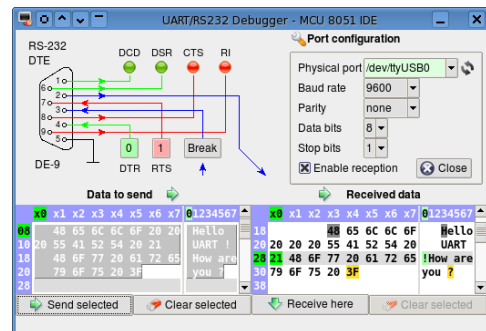 UART/RS232 Debugger - MCU 8051 IDE
RS-232
DTE
DCD DSR CTS RI
1
6
2
7
3
8
4
9
5
0 1 Break
DTR RTS
DE-9
Port configuration
Physical port /dev/ttyUSB0
Baud rate 9600
Parity none
Data bits 8
Stop bits 1
Enable reception Close
Data to send
x0 x1 x2 x3 x4 x5 x6 x7 01234567
08 48 65 6C 6C 6F 20 20 Hello
10 20 55 41 52 54 20 21 UART !
18 48 6F 77 20 61 72 65 How are
20 79 6F 75 20 3F you ?
28
Send selected Clear selected
Received data
x0 x1 x2 x3 x4 x5 x6 x7 01234567
18 48 65 6C 6C 6F Hello
20 20 20 20 55 41 52 54 20 UART
28 21 48 6F 77 20 61 72 65 !How are
30 79 6F 75 20 3F you ?
38
Receive here Clear selected